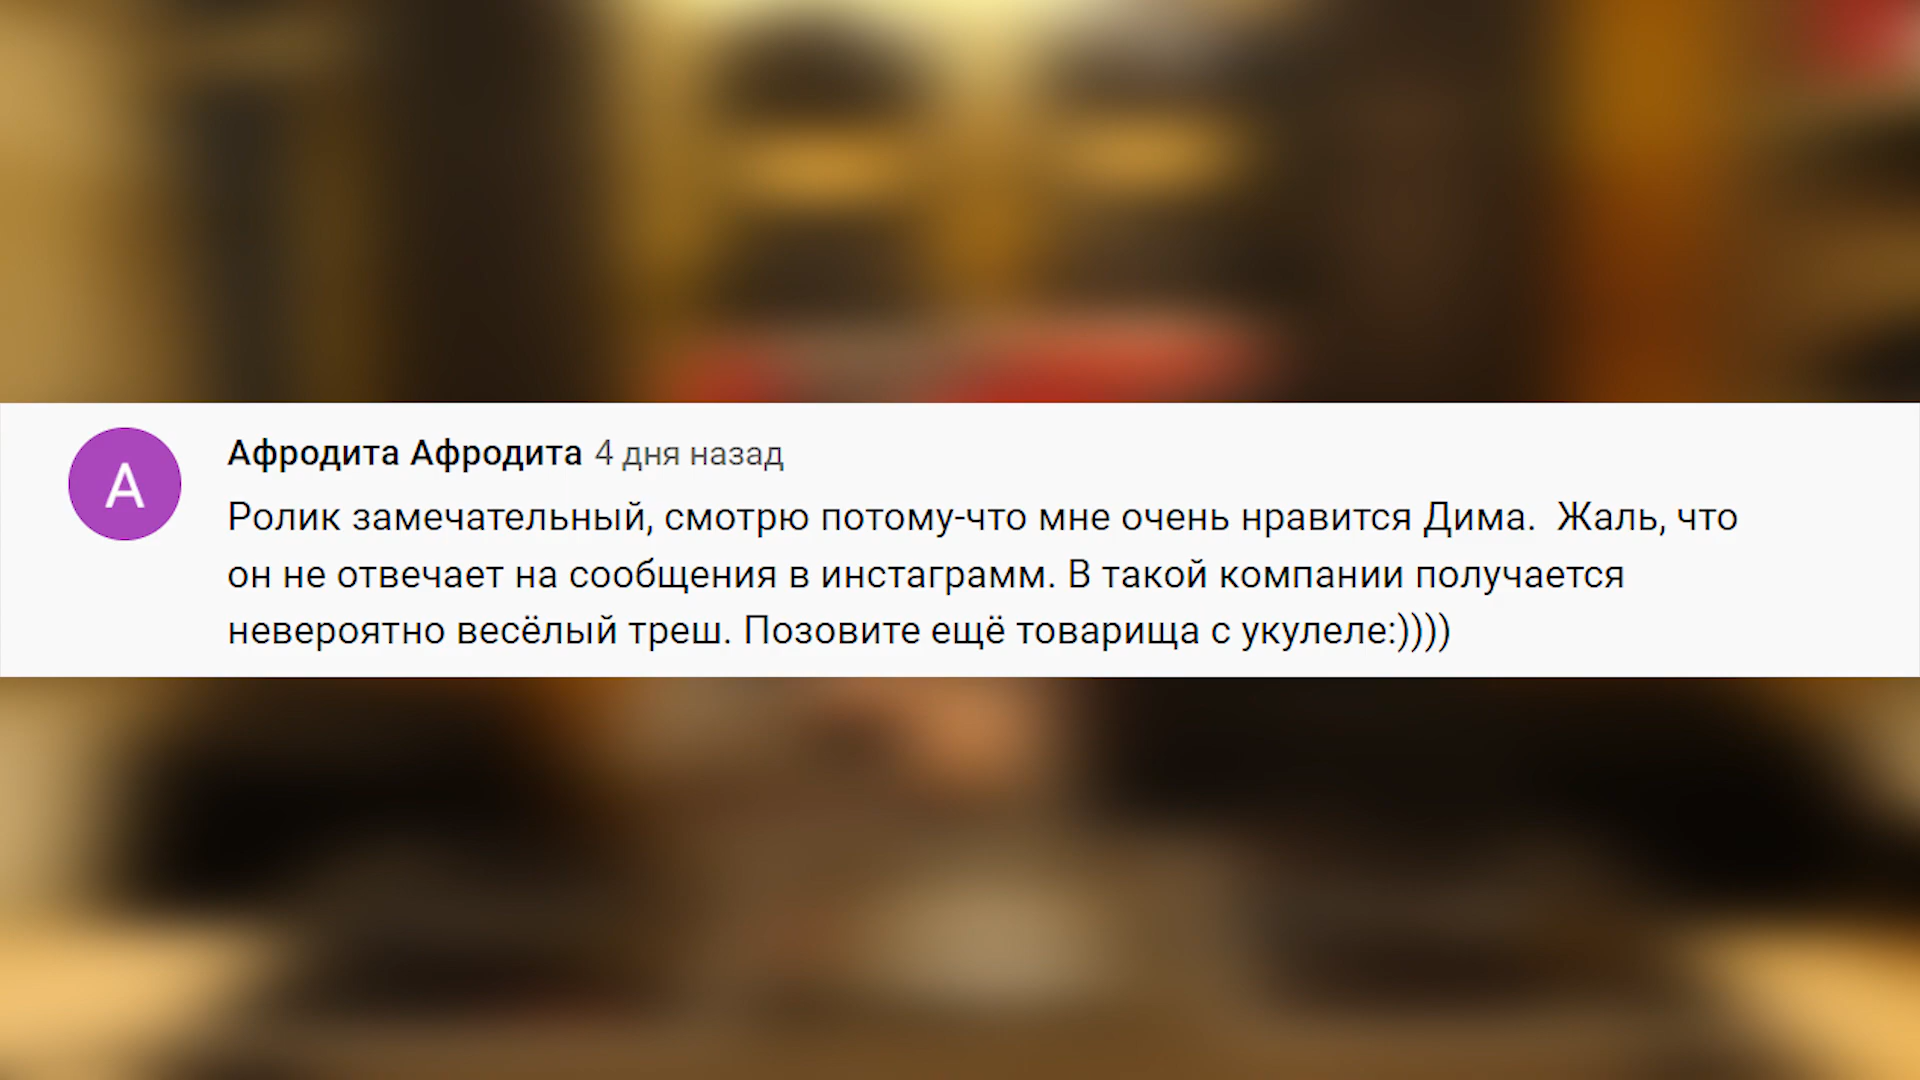 А
Афродита Афродита 4 дня назад
Ролик замечательный, смотрю потому-что мне очень нравится Дима.  Жаль, что
он не отвечает на сообщения в инстаграмм. В такой компании получается
невероятно весёлый треш. Позовите ещё товарища с укулеле:))))